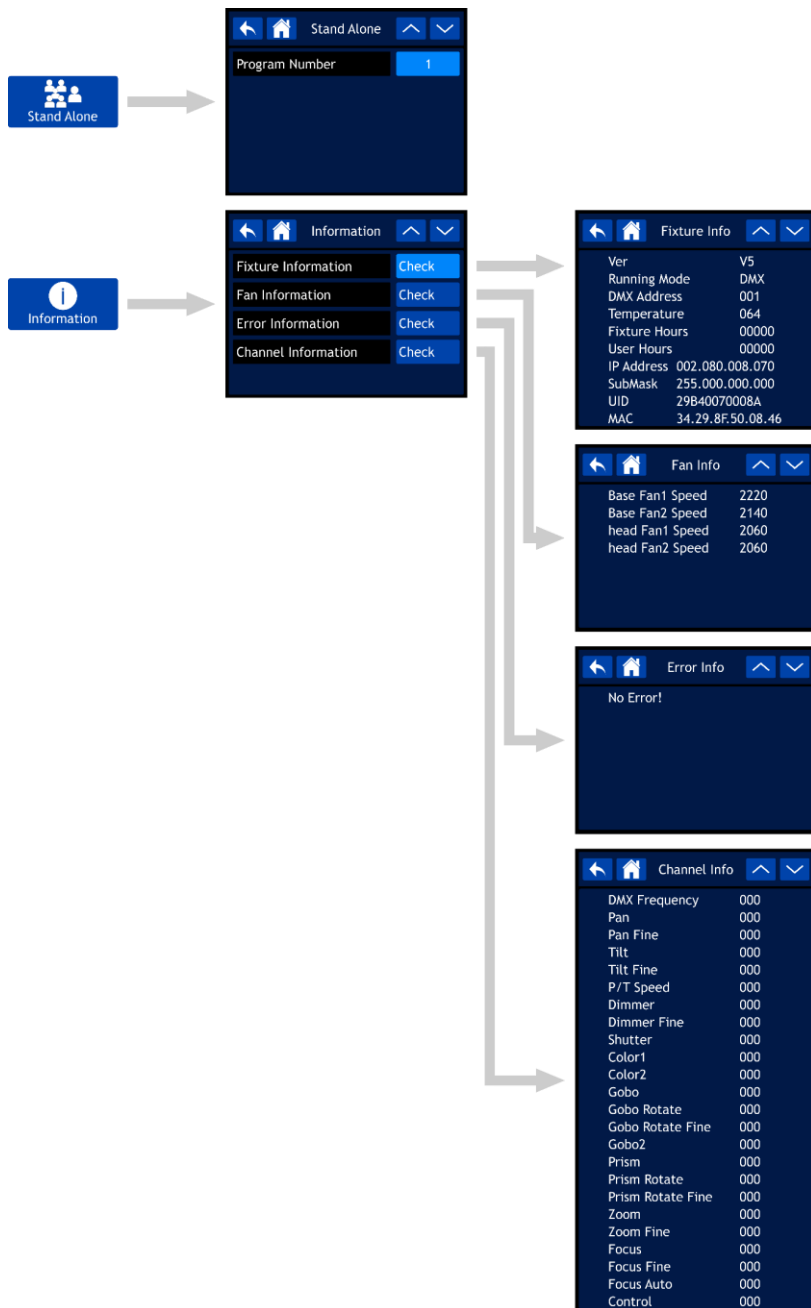 Stand Alone
Stand Alone
Program Number 1
Information
Information
Fixture Information Check
Fan Information Check
Error Information Check
Channel Information Check
Fixture Info
Ver V5
Running Mode DMX
DMX Address 001
Temperature 064
Fixture Hours 00000
User Hours 00000
IP Address 002.080.008.070
SubMask 255.000.000.000
UID 29B40070008A
MAC 34.29.8F.50.08.46
Fan Info
Base Fan1 Speed 2220
Base Fan2 Speed 2140
head Fan1 Speed 2060
head Fan2 Speed 2060
Error Info
No Error!
Channel Info
DMX Frequency 000
Pan 000
Pan Fine 000
Tilt 000
Tilt Fine 000
P/T Speed 000
Dimmer 000
Dimmer Fine 000
Shutter 000
Color1 000
Color2 000
Gobo 000
Gobo Rotate 000
Gobo Rotate Fine 000
Gobo2 000
Prism 000
Prism Rotate 000
Prism Rotate Fine 000
Zoom 000
Zoom Fine 000
Focus 000
Focus Fine 000
Focus Auto 000
Control 000